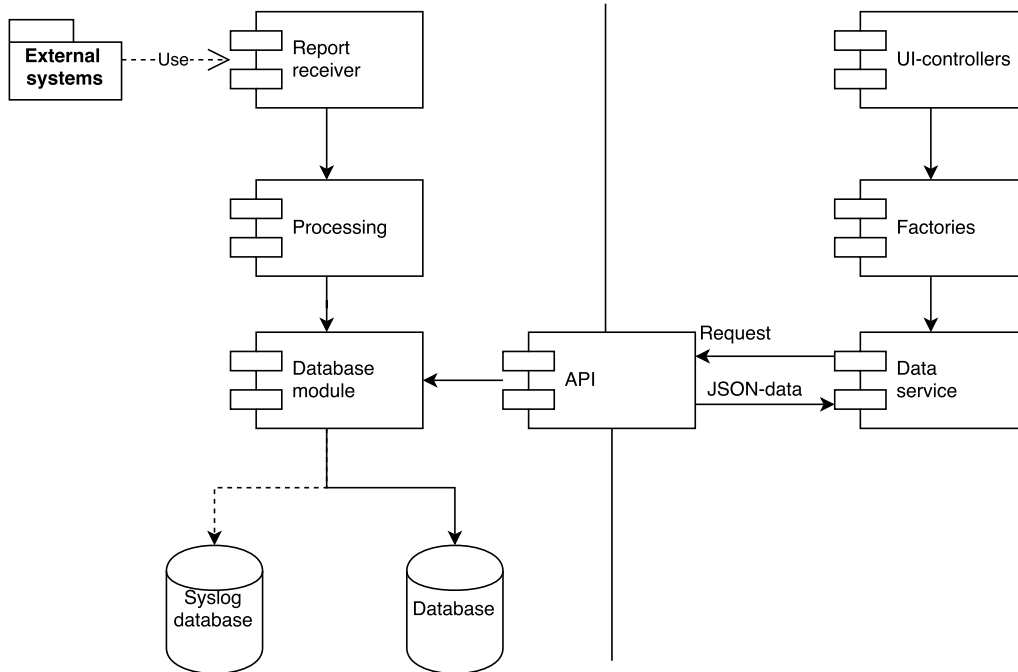 External
systems
Use
Report
receiver
UI-controllers
Processing
Factories
Database
module
API
Request
JSON-data
Data
service
Syslog
database
Database